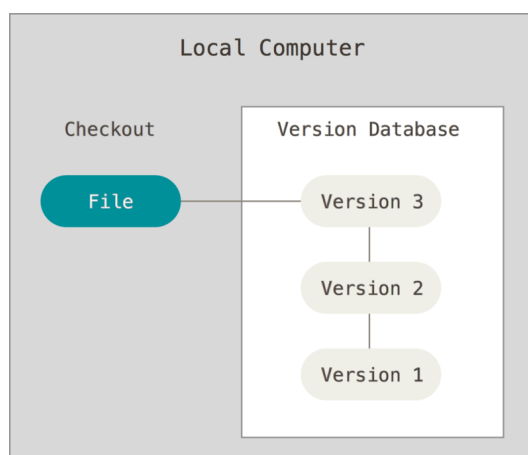 Local Computer
Checkout
Version Database
File
Version 3
Version 2
Version 1